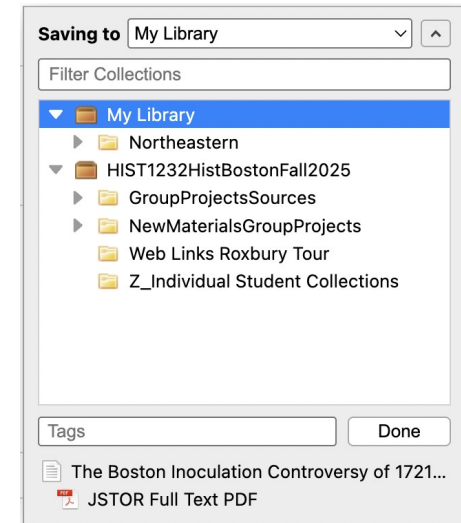 Saving to My Library
Filter Collections
My Library
Northeastern
HIST1232HistBostonFall2025
GroupProjectsSources
NewMaterialsGroupProjects
Web Links Roxbury Tour
Z_Individual Student Collections
Tags Done
The Boston Inoculation Controversy of 1721...
PDF JSTOR Full Text PDF